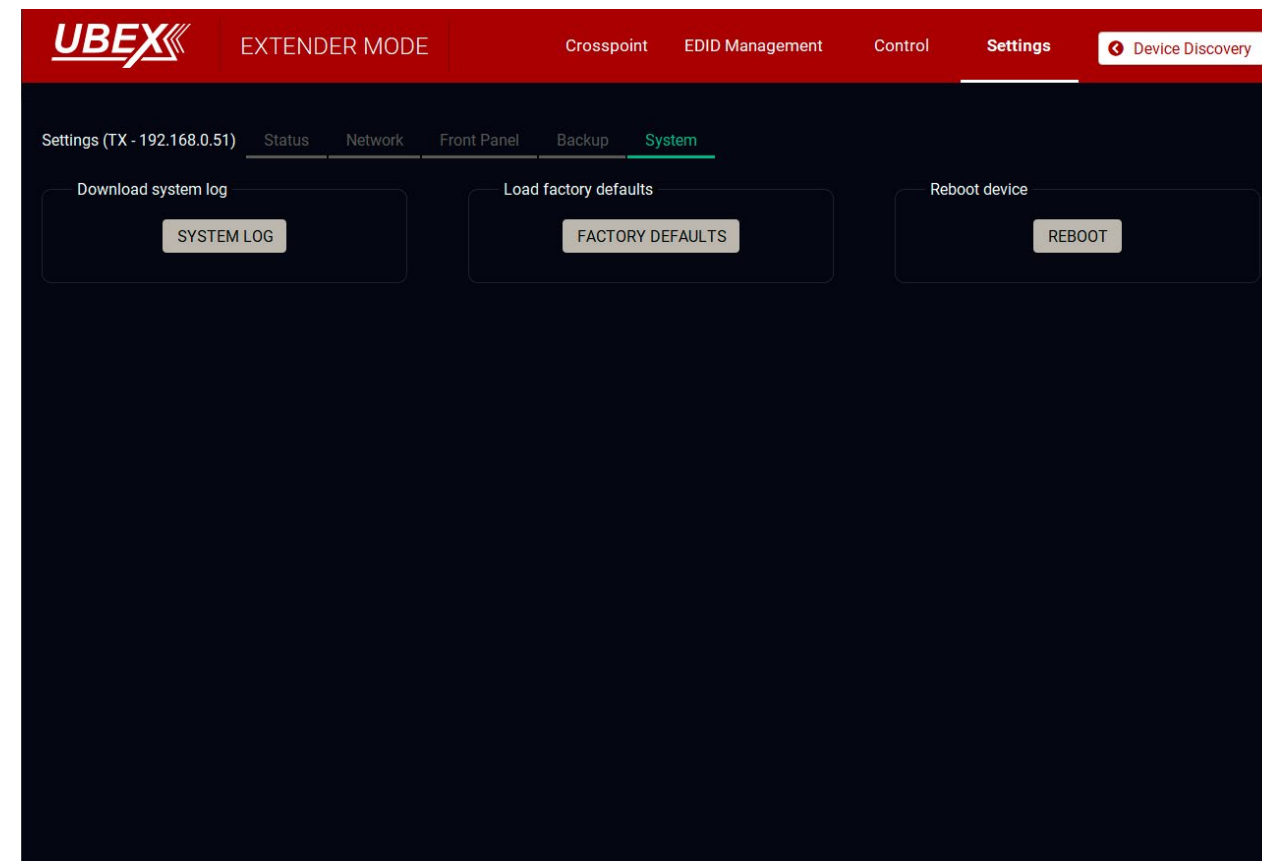 UBEX EXTENDER MODE Crosspoint EDID Management Control Settings Device Discovery
Settings (TX - 192.168.0.51) Status Network Front Panel Backup System
Download system log Load factory defaults Reboot device
SYSTEM LOG FACTORY DEFAULTS REBOOT